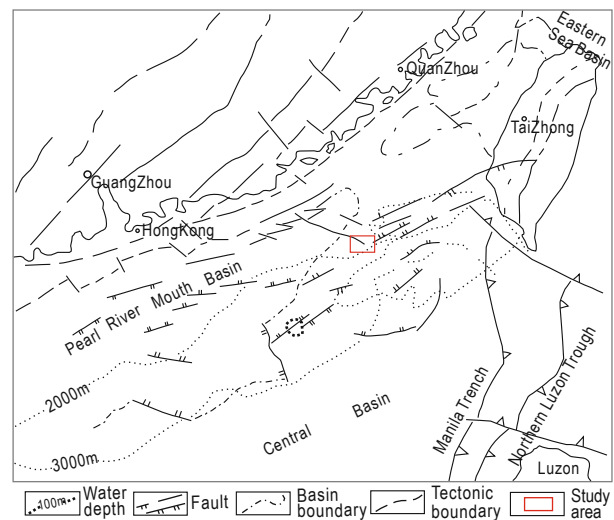 Eastern
Sea Basin
QuanZhou
TaiZhong
GuangZhou
HongKong
Pearl River Mouth Basin
2000m
3000m
Central Basin
Manila Trench
Northern Luzon Trough
Luzon
100m
Water
depth
Fault
Basin
boundary
Tectonic
boundary
Study
area